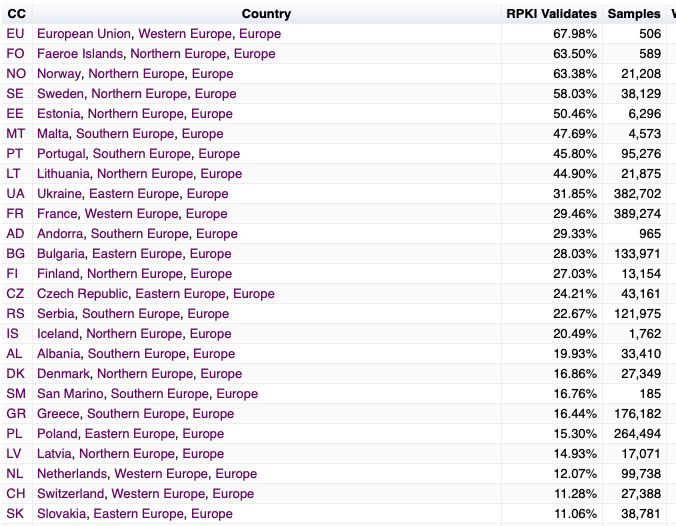 CC Country RPKI Validates Samples
EU European Union, Western Europe, Europe 67.98% 506
FO Faeroe Islands, Northern Europe, Europe 63.50% 589
NO Norway, Northern Europe, Europe 63.38% 21,208
SE Sweden, Northern Europe, Europe 58.03% 38,129
EE Estonia, Northern Europe, Europe 50.46% 6,296
MT Malta, Southern Europe, Europe 47.69% 4,573
PT Portugal, Southern Europe, Europe 45.80% 95,276
LT Lithuania, Northern Europe, Europe 44.90% 21,875
UA Ukraine, Eastern Europe, Europe 31.85% 382,702
FR France, Western Europe, Europe 29.46% 389,274
AD Andorra, Southern Europe, Europe 29.33% 965
BG Bulgaria, Eastern Europe, Europe 28.03% 133,971
FI Finland, Northern Europe, Europe 27.03% 13,154
CZ Czech Republic, Eastern Europe, Europe 24.21% 43,161
RS Serbia, Southern Europe, Europe 22.67% 121,975
IS Iceland, Northern Europe, Europe 20.49% 1,762
AL Albania, Southern Europe, Europe 19.93% 33,410
DK Denmark, Northern Europe, Europe 16.86% 27,349
SM San Marino, Southern Europe, Europe 16.76% 185
GR Greece, Southern Europe, Europe 16.44% 176,182
PL Poland, Eastern Europe, Europe 15.30% 264,494
LV Latvia, Northern Europe, Europe 14.93% 17,071
NL Netherlands, Western Europe, Europe 12.07% 99,738
CH Switzerland, Western Europe, Europe 11.28% 27,388
SK Slovakia, Eastern Europe, Europe 11.06% 38,781